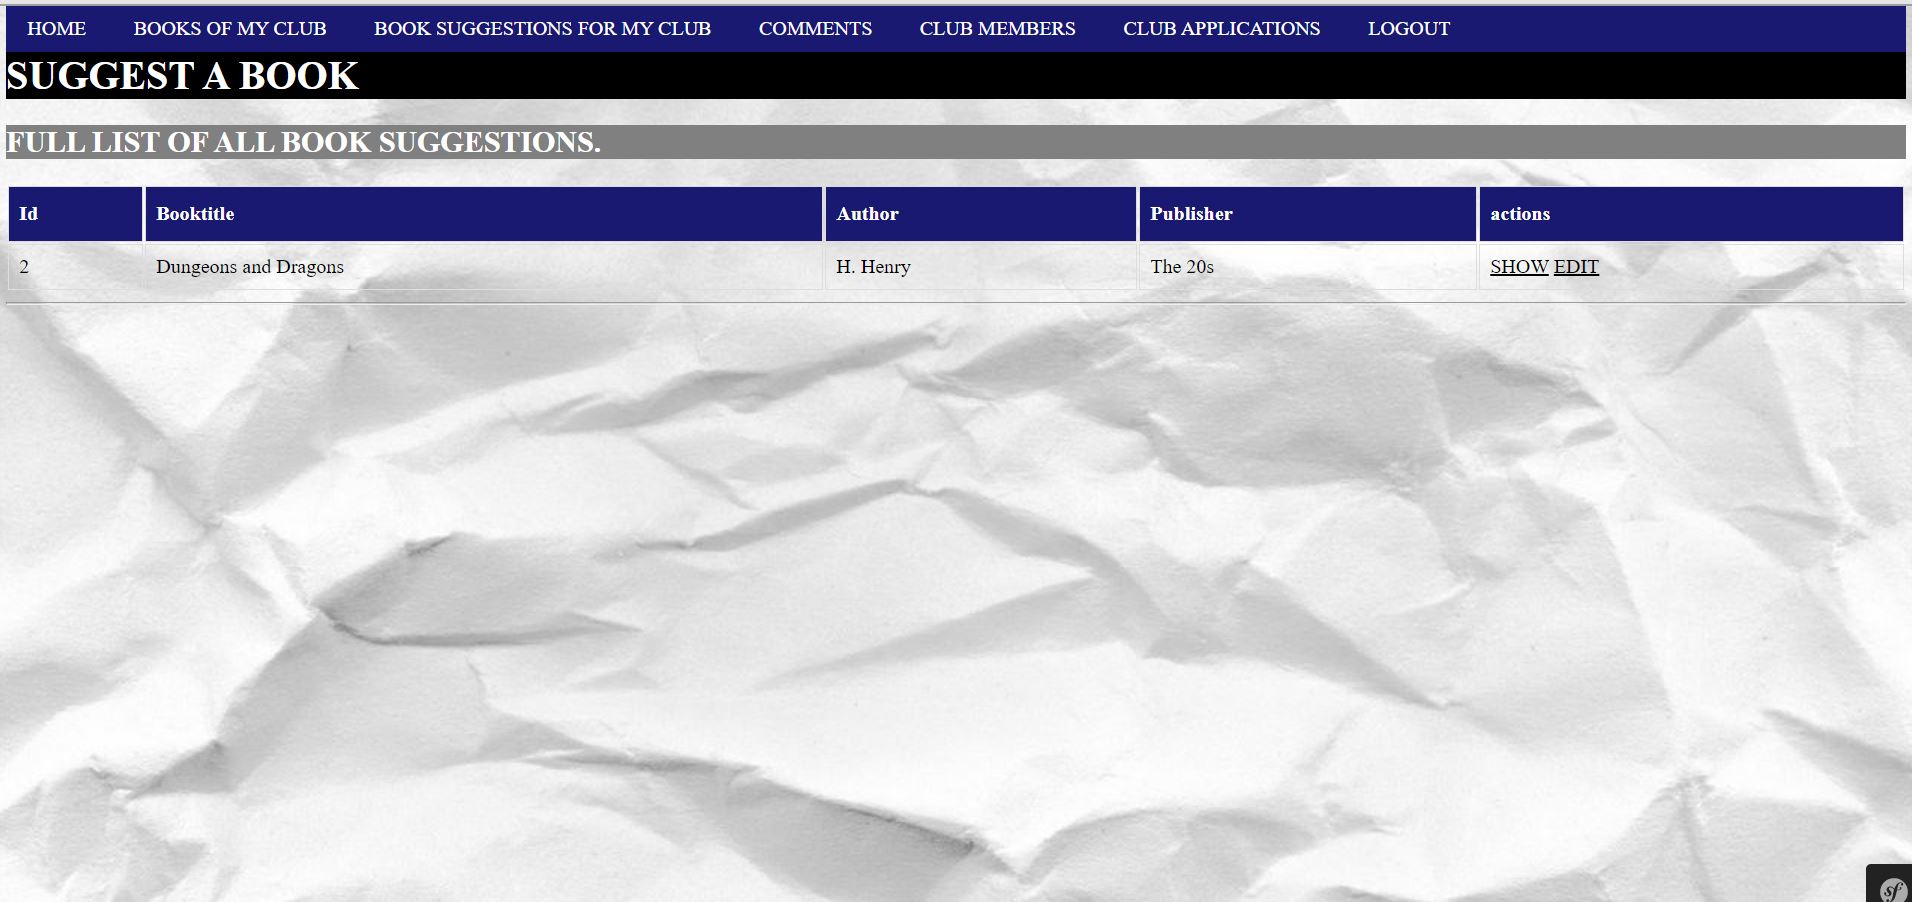 HOME BOOKS OF MY CLUB BOOK SUGGESTIONS FOR MY CLUB COMMENTS CLUB MEMBERS CLUB APPLICATIONS LOGOUT
SUGGEST A BOOK
FULL LIST OF ALL BOOK SUGGESTIONS.
Id Booktitle Author Publisher actions
2 Dungeons and Dragons H. Henry The 20s SHOW EDIT
sf